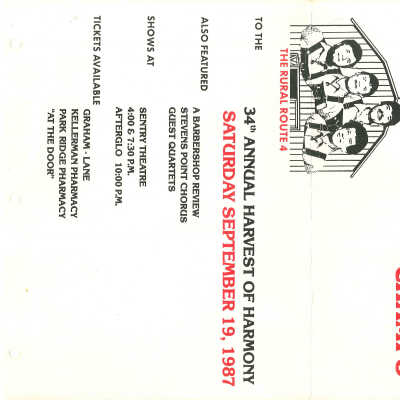 THE RURAL ROUTE 4
TO THE
34th ANNUAL HARVEST OF HARMONY
SATURDAY SEPTEMBER 19, 1987
ALSO FEATURED
A BARBERSHOP REVIEW
STEVENS POINT CHORUS
GUEST QUARTETS
SHOWS AT
SENTRY THEATRE
4:00 & 7:30 P.M.
AFTERGLO 10:00 P.M.
TICKETS AVAILABLE
GRAHAM - LANE
KELLERMAN PHARMACY
PARK RIDGE PHARMACY
"AT THE DOOR"